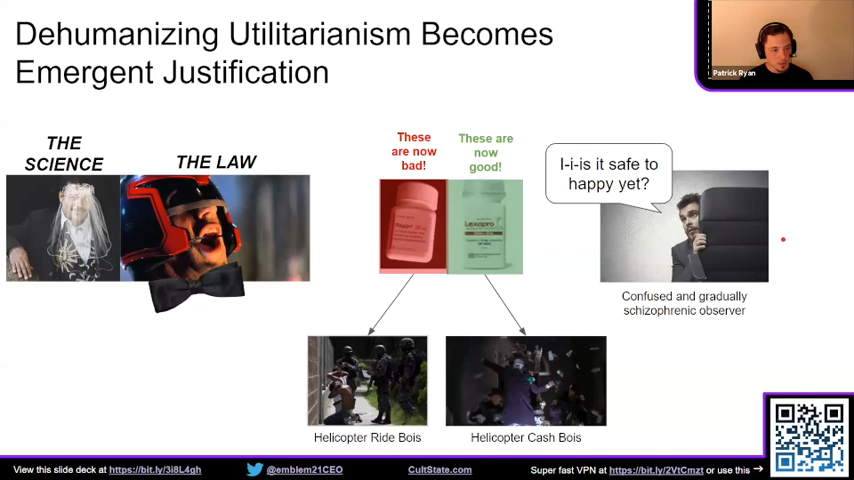 Dehumanizing Utilitarianism Becomes
Emergent Justification
Patrick Ryan
THE
SCIENCE
THE LAW
These
are now
bad!
These are
now
good!
Lexapro
I-i-is it safe to
happy yet?
Confused and gradually
schizophrenic observer
Helicopter Ride Bois
Helicopter Cash Bois
View this slide deck at https://bit.ly/3i8L4gh
@emblem21CEO
CultState.com
Super fast VPN at https://bit.ly/2VtCmzt or use this →